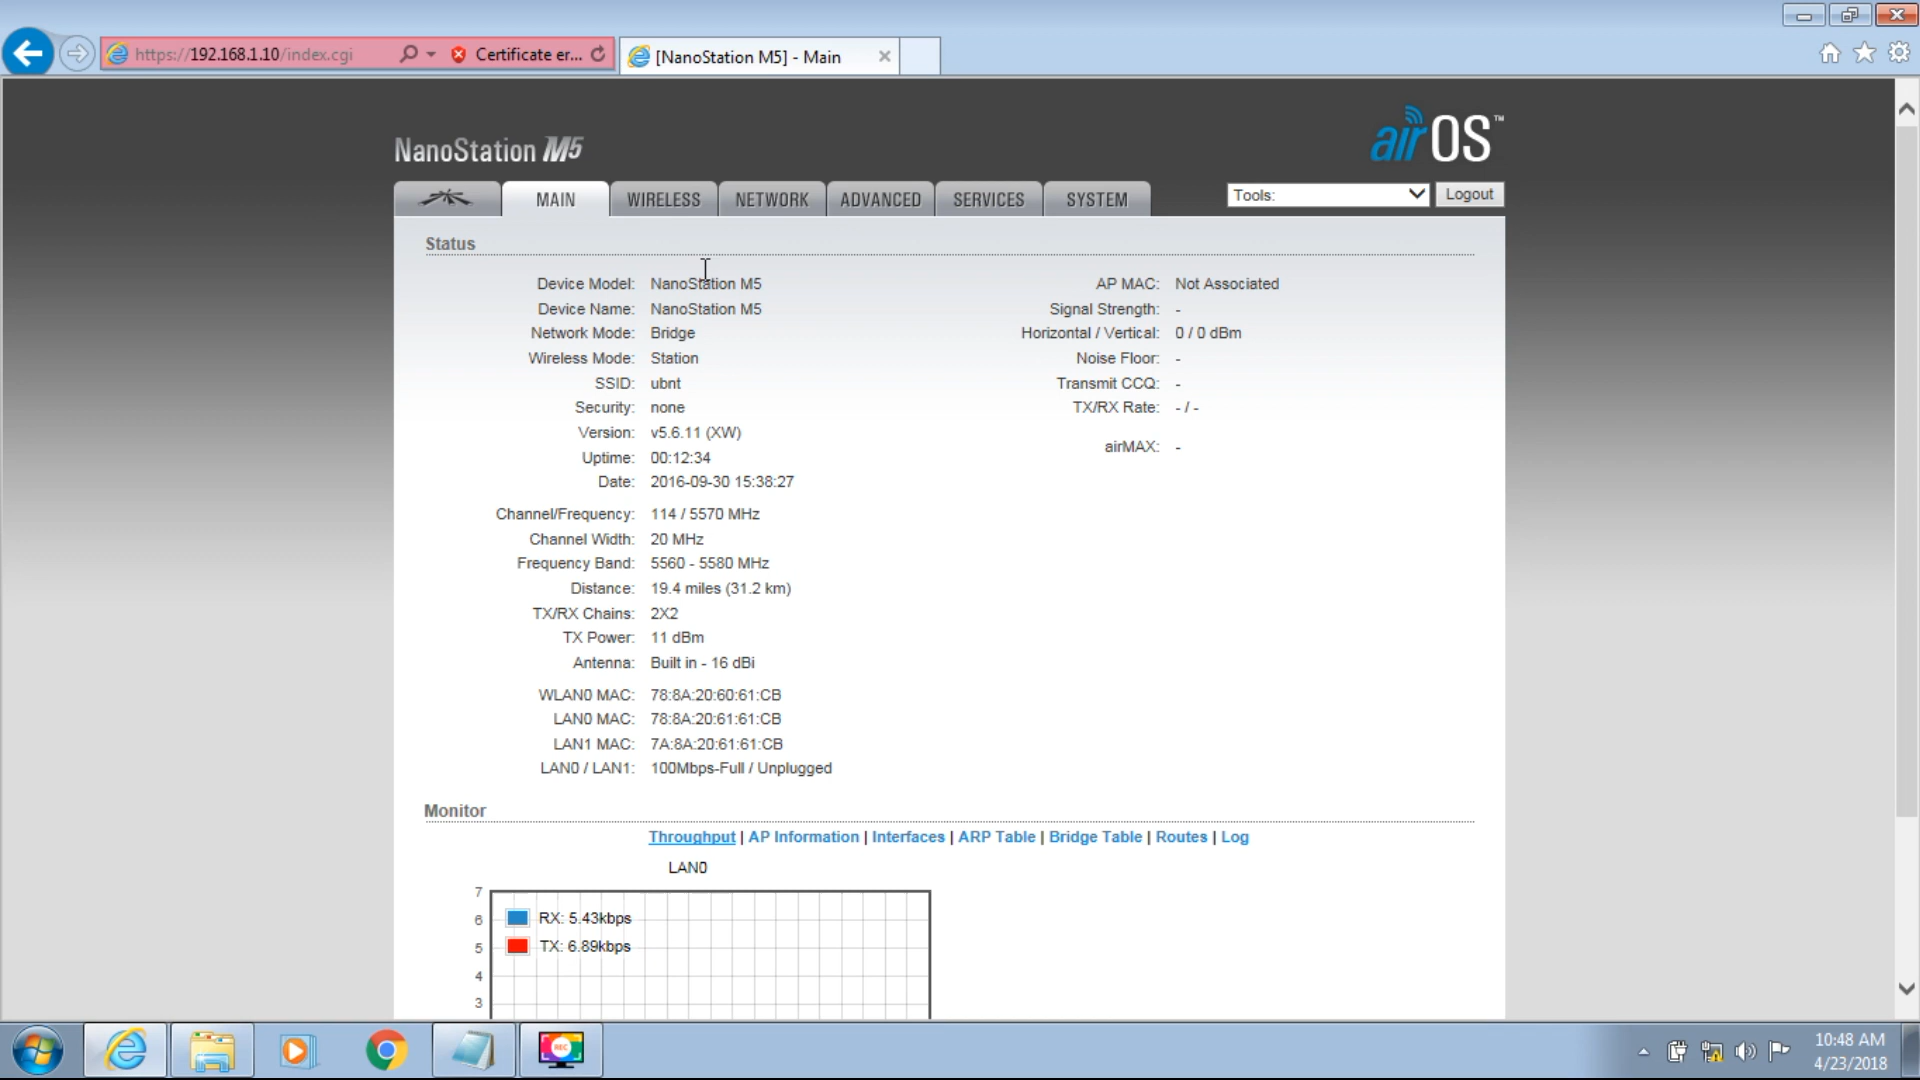 https://192.168.1.10/index.cgi
Certificate er...
[NanoStation M5] - Main
NanoStation M5
airOS™
MAIN
WIRELESS
NETWORK
ADVANCED
SERVICES
SYSTEM
Tools:
Logout
Status
Device Model: NanoStation M5
Device Name: NanoStation M5
Network Mode: Bridge
Wireless Mode: Station
SSID: ubnt
Security: none
Version: v5.6.11 (XW)
Uptime: 00:12:34
Date: 2016-09-30 15:38:27
Channel/Frequency: 114 / 5570 MHz
Channel Width: 20 MHz
Frequency Band: 5560 - 5580 MHz
Distance: 19.4 miles (31.2 km)
TX/RX Chains: 2X2
TX Power: 11 dBm
Antenna: Built in - 16 dBi
WLAN0 MAC: 78:8A:20:60:61:CB
LAN0 MAC: 78:8A:20:61:61:CB
LAN1 MAC: 7A:8A:20:61:61:CB
LAN0 / LAN1: 100Mbps-Full / Unplugged
AP MAC: Not Associated
Signal Strength: -
Horizontal / Vertical: 0 / 0 dBm
Noise Floor: -
Transmit CCQ: -
TX/RX Rate: - / -
airMAX: -
Monitor
Throughput | AP Information | Interfaces | ARP Table | Bridge Table | Routes | Log
LAN0
7
6
5
4
3
RX: 5.43kbps
TX: 6.89kbps
REC
10:48 AM
4/23/2018